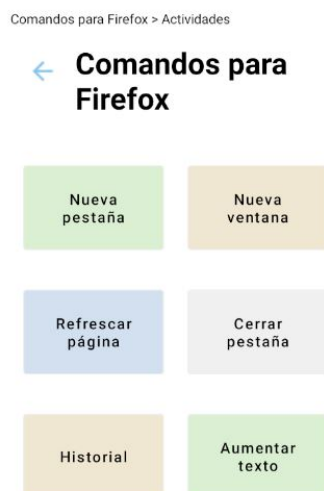 Comandos para Firefox > Actividades
← Comandos para
Firefox
Nueva
pestaña
Nueva
ventana
Refrescar
página
Cerrar
pestaña
Historial
Aumentar
texto